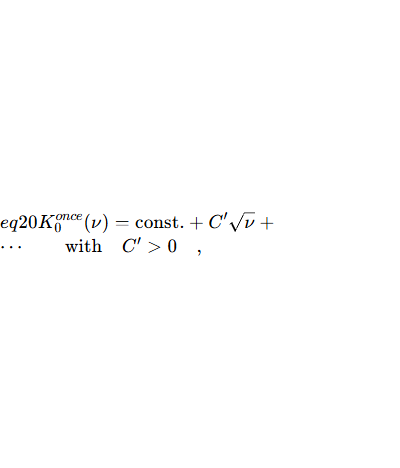 eq20K_0^{once}(ν) = const. + C′√ν +
⋯ with C′ > 0 ,